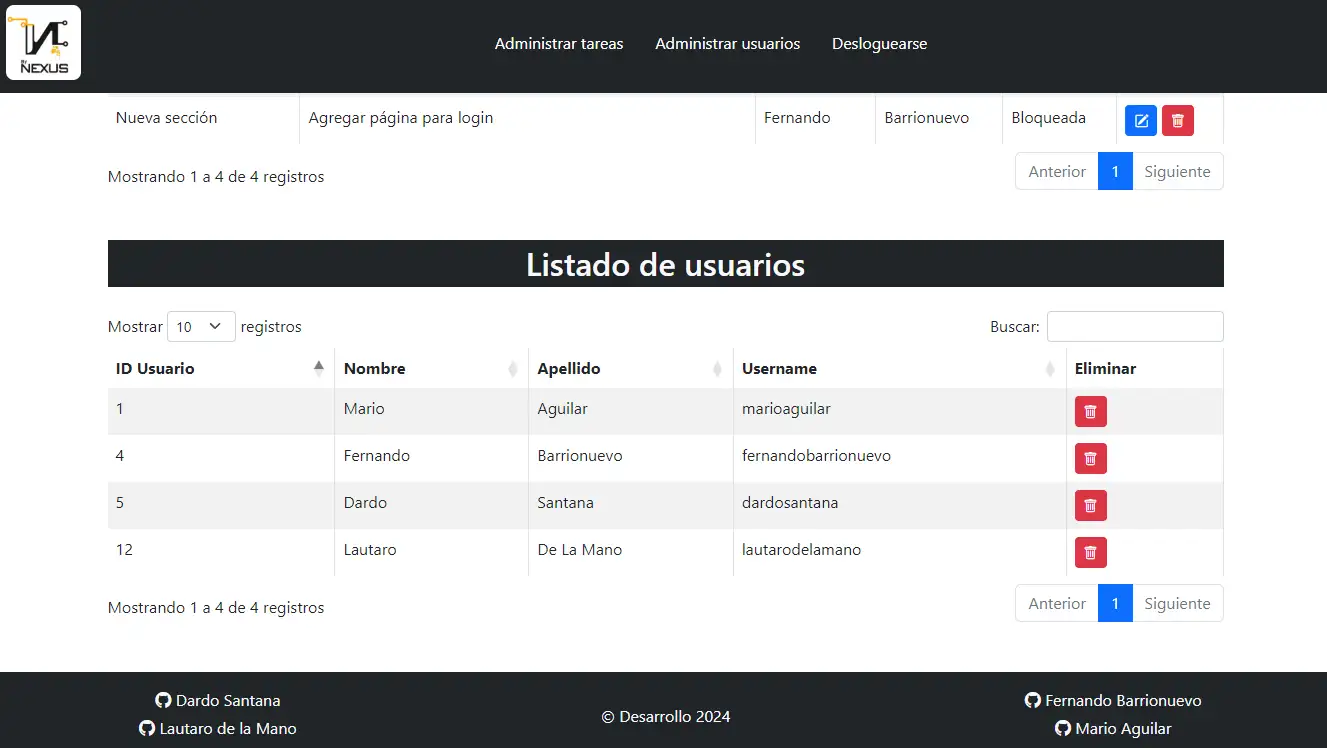 By
NEXUS
Administrar tareas Administrar usuarios Desloguearse
Nueva sección Agregar página para login Fernando Barrionuevo Bloqueada
Mostrando 1 a 4 de 4 registros Anterior 1 Siguiente
Listado de usuarios
Mostrar 10 registros Buscar:
ID Usuario Nombre Apellido Username Eliminar
1 Mario Aguilar marioaguilar
4 Fernando Barrionuevo fernandobarrionuevo
5 Dardo Santana dardosantana
12 Lautaro De La Mano lautarodelamano
Mostrando 1 a 4 de 4 registros Anterior 1 Siguiente
Dardo Santana
Lautaro de la Mano
© Desarrollo 2024
Fernando Barrionuevo
Mario Aguilar